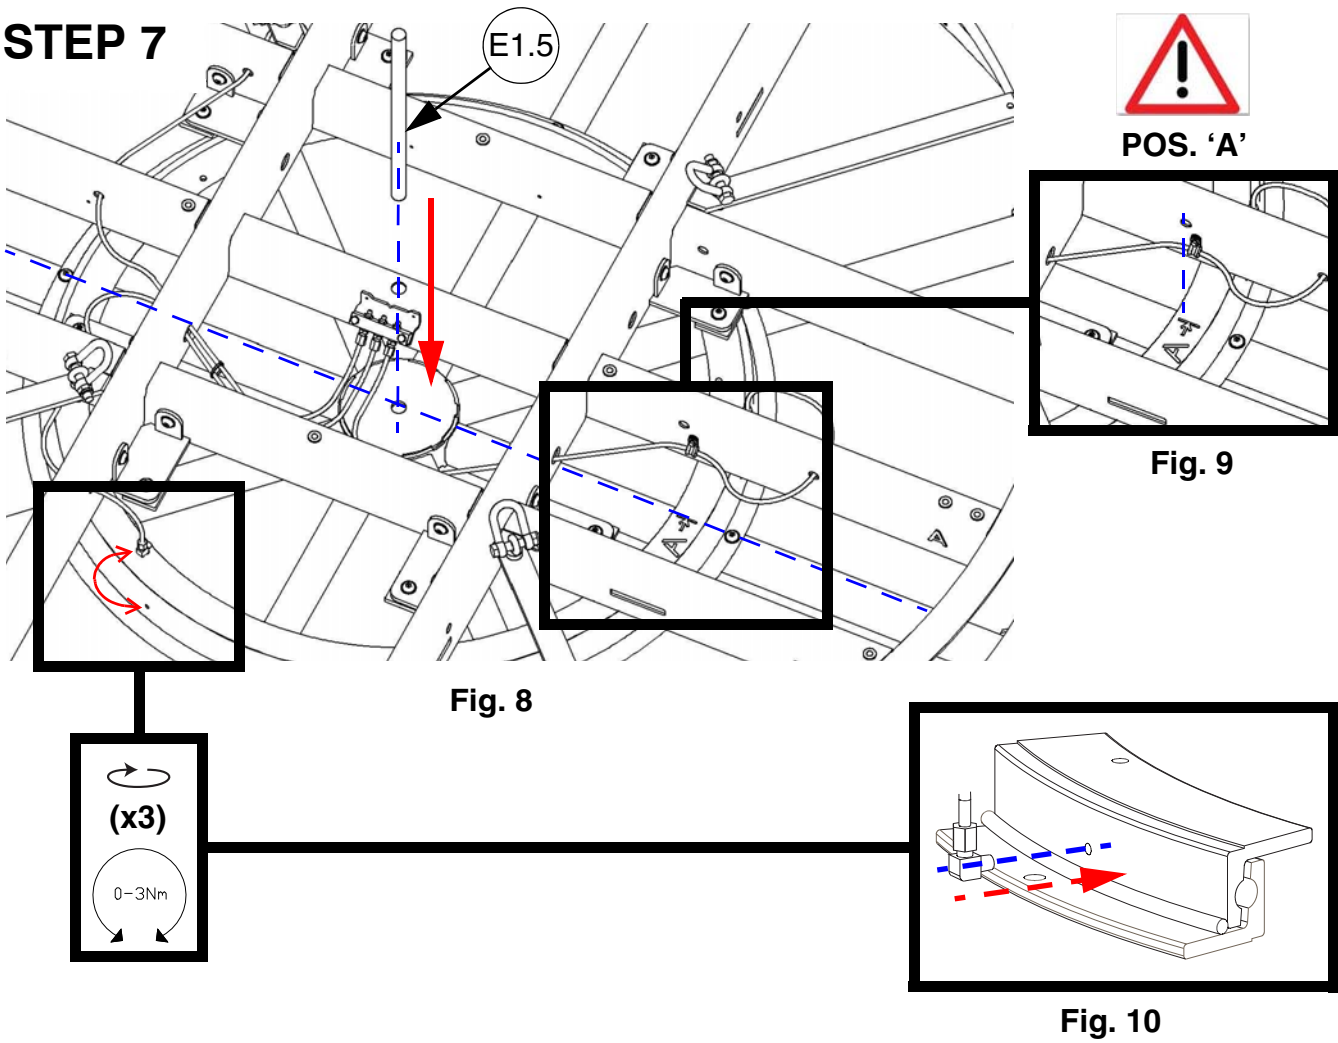 STEP 7
E1.5
POS. ‘A’
A
A
A
Fig. 9
Fig. 8
(x3)
0-3Nm
Fig. 10